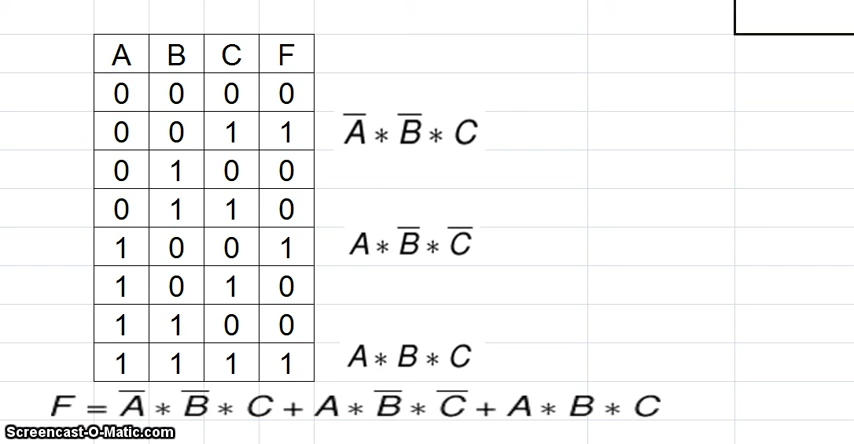 A B C F
0 0 0 0
0 0 1 1 A̅ * B̅ * C
0 1 0 0
0 1 1 0
1 0 0 1 A * B̅ * C̅
1 0 1 0
1 1 0 0
1 1 1 1 A * B * C
F = A̅ * B̅ * C + A * B̅ * C̅ + A * B * C
Screencast-O-Matic.com